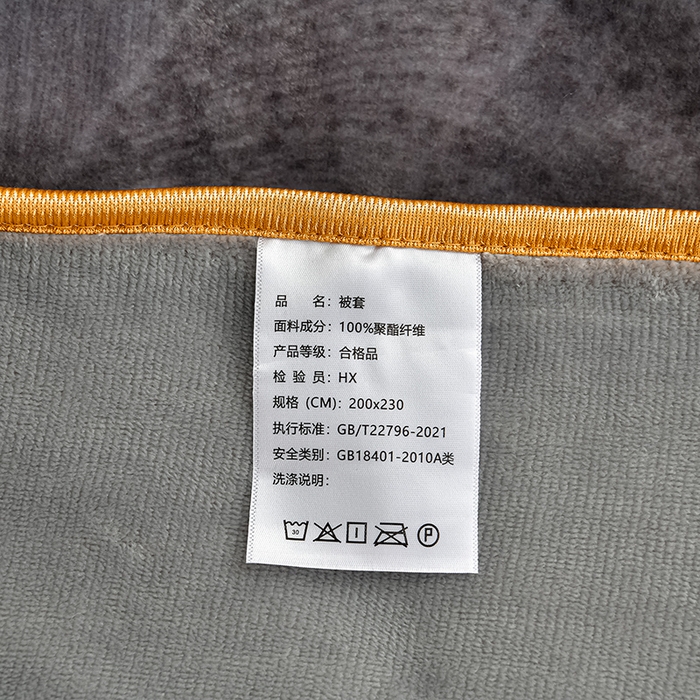 品 名：被套
面料成分：100%聚酯纤维
产品等级：合格品
检 验 员：HX
规格 (CM)：200x230
执行标准：GB/T22796-2021
安全类别：GB18401-2010A类
洗涤说明：
30 P